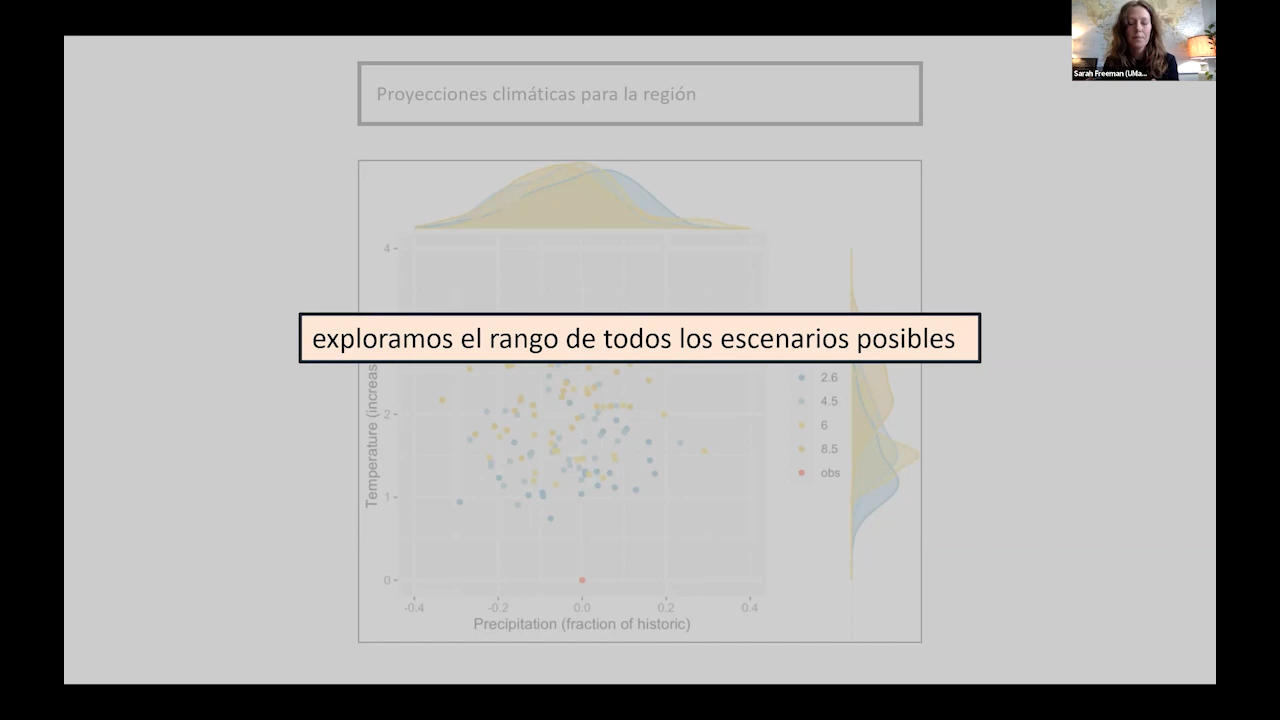 Sarah Freeman (UMa...
Proyecciones climáticas para la región
exploramos el rango de todos los escenarios posibles
4
2
1
0
Temperature (increas
2.6
4.5
6
8.5
obs
-0.4 -0.2 0.0 0.2 0.4
Precipitation (fraction of historic)